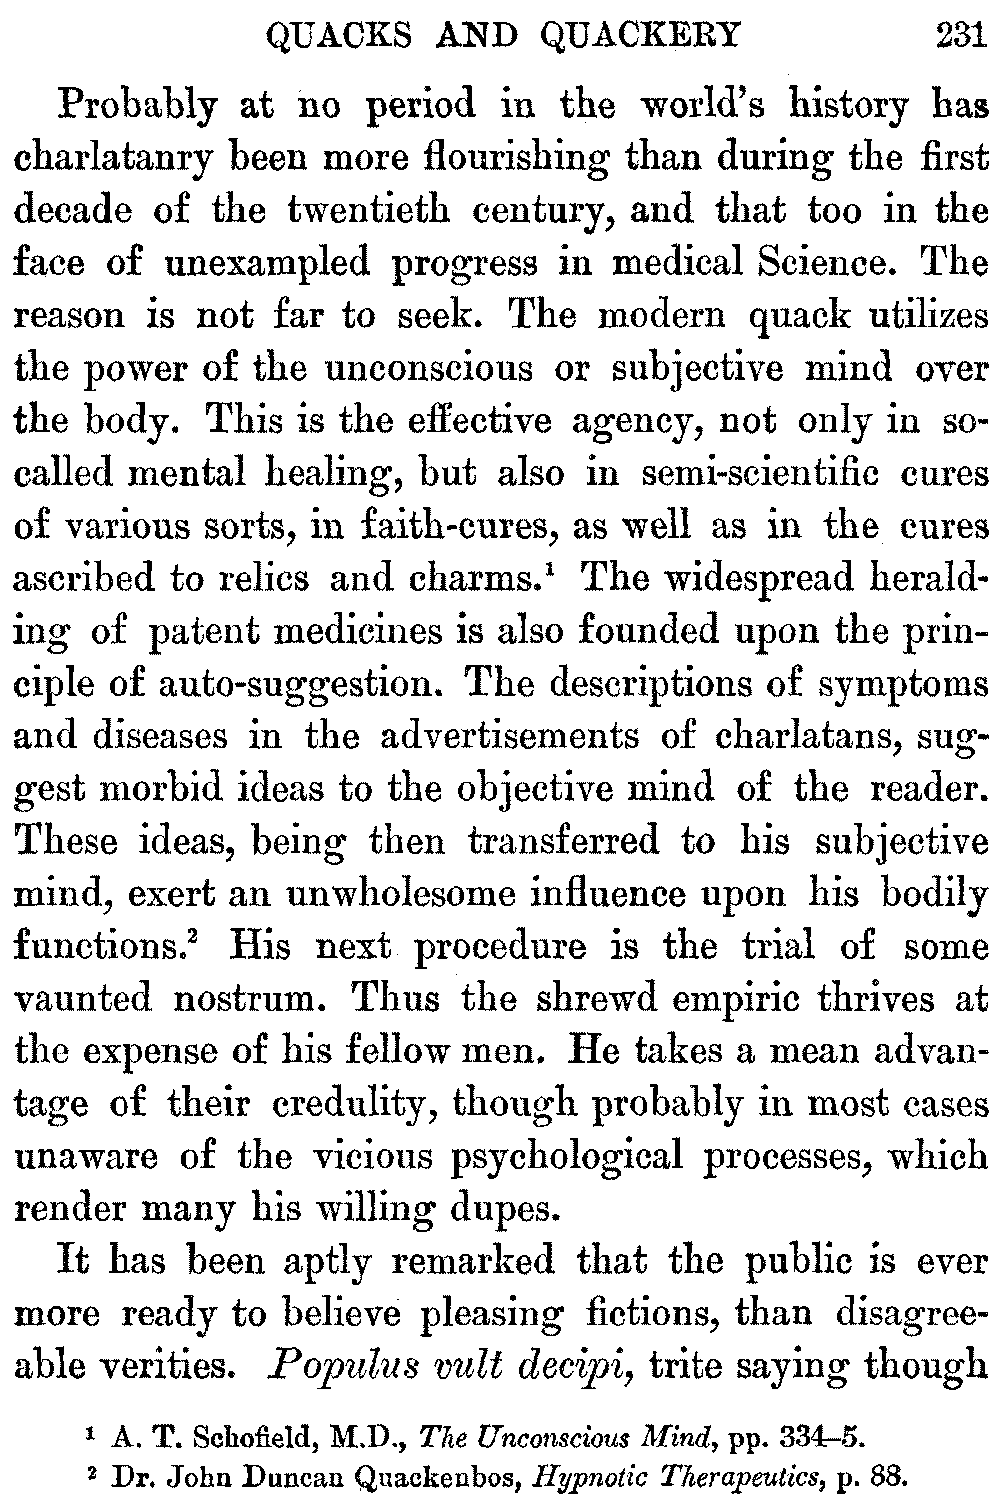 QUACKS AND QUACKERY 231
Probably at no period in the world's history has
charlatanry been more flourishing than during the first
decade of the twentieth century, and that too in the
face of unexampled progress in medical Science. The
reason is not far to seek. The modern quack utilizes
the power of the unconscious or subjective mind over
the body. This is the effective agency, not only in so-
called mental healing, but also in semi-scientific cures
of various sorts, in faith-cures, as well as in the cures
ascribed to relics and charms.¹ The widespread herald-
ing of patent medicines is also founded upon the prin-
ciple of auto-suggestion. The descriptions of symptoms
and diseases in the advertisements of charlatans, sug-
gest morbid ideas to the objective mind of the reader.
These ideas, being then transferred to his subjective
mind, exert an unwholesome influence upon his bodily
functions.² His next procedure is the trial of some
vaunted nostrum. Thus the shrewd empiric thrives at
the expense of his fellow men. He takes a mean advan-
tage of their credulity, though probably in most cases
unaware of the vicious psychological processes, which
render many his willing dupes.
It has been aptly remarked that the public is ever
more ready to believe pleasing fictions, than disagree-
able verities. Populus vult decipi, trite saying though
¹ A. T. Schofield, M.D., The Unconscious Mind, pp. 334–5.
² Dr. John Duncan Quackenbos, Hypnotic Therapeutics, p. 88.